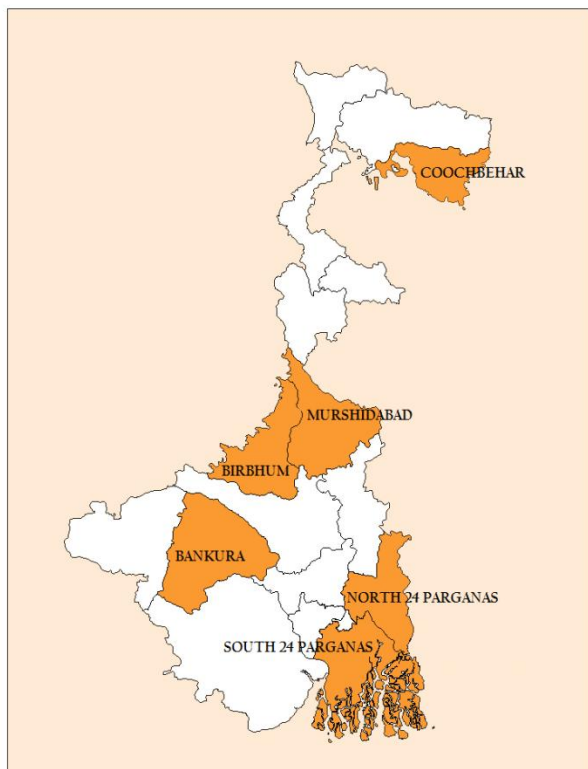 COOCHBEHAR
MURSHIDABAD
BIRBHUM
BANKURA
NORTH 24 PARGANAS
SOUTH 24 PARGANAS